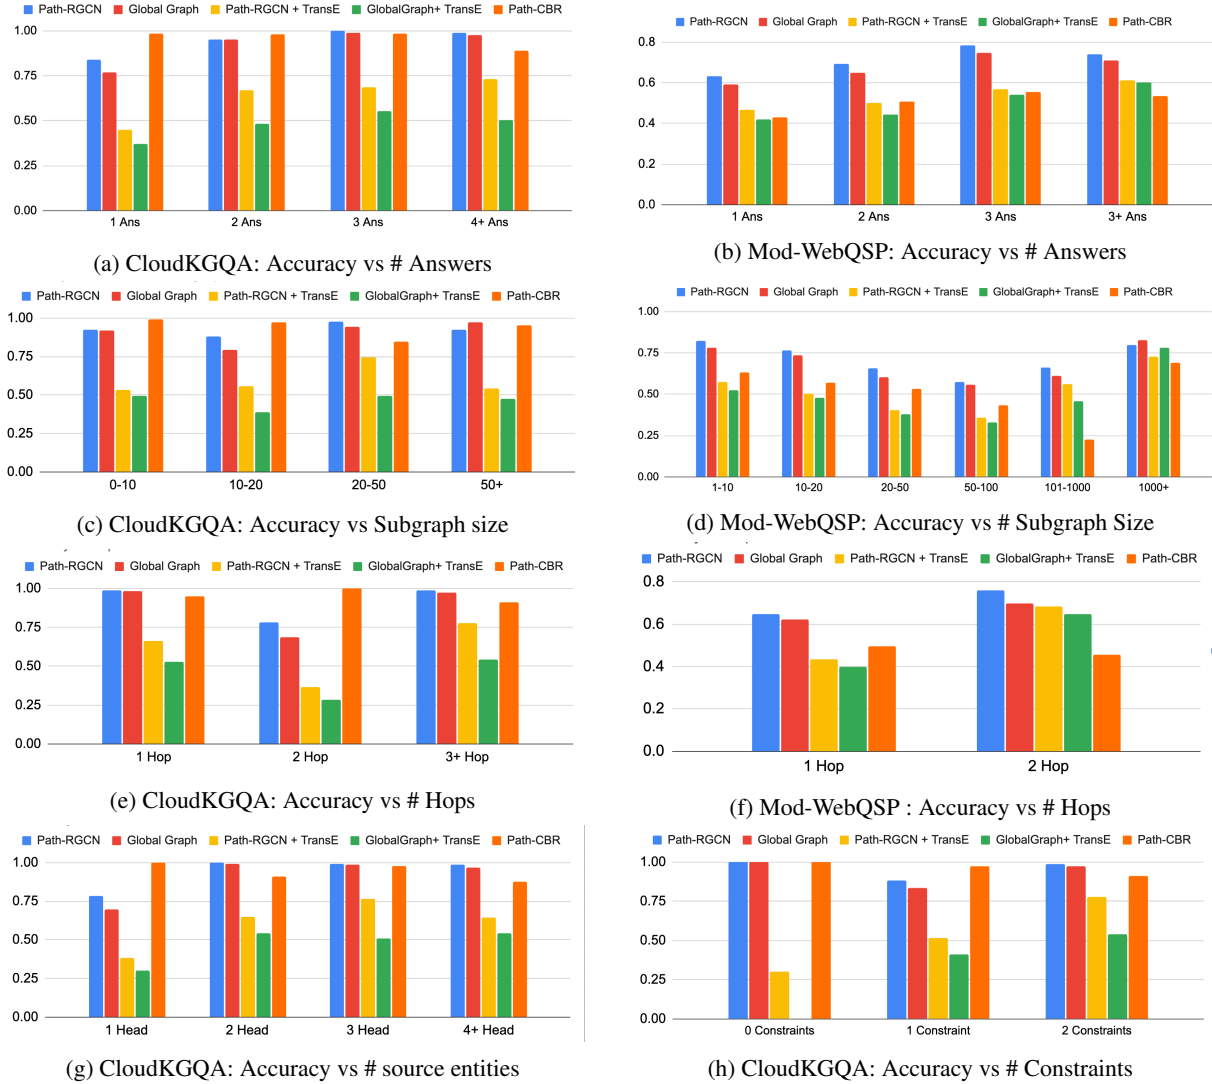 Path-RGCN Global Graph Path-RGCN + TransE GlobalGraph+ TransE Path-CBR
1.00
0.75
0.50
0.25
0.00
1 Ans 2 Ans 3 Ans 4+ Ans
(a) CloudKGQA: Accuracy vs # Answers
Path-RGCN Global Graph Path-RGCN + TransE GlobalGraph+ TransE Path-CBR
0.8
0.6
0.4
0.2
0.0
1 Ans 2 Ans 3 Ans 3+ Ans
(b) Mod-WebQSP: Accuracy vs # Answers
Path-RGCN Global Graph Path-RGCN + TransE GlobalGraph+ TransE Path-CBR
1.00
0.75
0.50
0.25
0.00
0-10 10-20 20-50 50+
(c) CloudKGQA: Accuracy vs Subgraph size
Path-RGCN Global Graph Path-RGCN + TransE GlobalGraph+ TransE Path-CBR
1.00
0.75
0.50
0.25
0.00
1-10 10-20 20-50 50-100 101-1000 1000+
(d) Mod-WebQSP: Accuracy vs # Subgraph Size
Path-RGCN Global Graph Path-RGCN + TransE GlobalGraph+ TransE Path-CBR
1.00
0.75
0.50
0.25
0.00
1 Hop 2 Hop 3+ Hop
(e) CloudKGQA: Accuracy vs # Hops
Path-RGCN Global Graph Path-RGCN + TransE GlobalGraph+ TransE Path-CBR
0.8
0.6
0.4
0.2
0.0
1 Hop 2 Hop
(f) Mod-WebQSP : Accuracy vs # Hops
Path-RGCN Global Graph Path-RGCN + TransE GlobalGraph+ TransE Path-CBR
1.00
0.75
0.50
0.25
0.00
1 Head 2 Head 3 Head 4+ Head
(g) CloudKGQA: Accuracy vs # source entities
Path-RGCN Global Graph Path-RGCN + TransE GlobalGraph+ TransE Path-CBR
1.00
0.75
0.50
0.25
0.00
0 Constraints 1 Constraint 2 Constraints
(h) CloudKGQA: Accuracy vs # Constraints